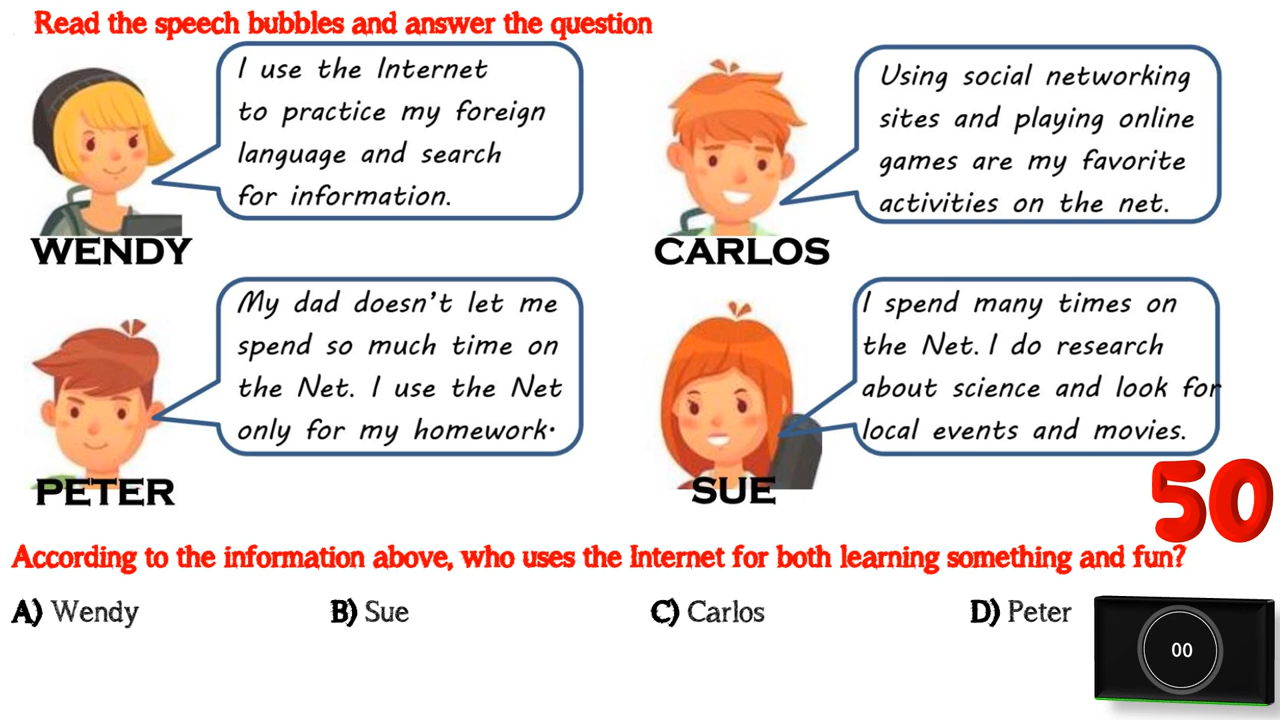 Read the speech bubbles and answer the question
I use the Internet
to practice my foreign
language and search
for information.
WENDY
Using social networking
sites and playing online
games are my favorite
activities on the net.
CARLOS
My dad doesn't let me
spend so much time on
the Net. I use the Net
only for my homework.
PETER
I spend many times on
the Net. I do research
about science and look for
local events and movies.
SUE
50
According to the information above, who uses the Internet for both learning something and fun?
A) Wendy
B) Sue
C) Carlos
D) Peter
00